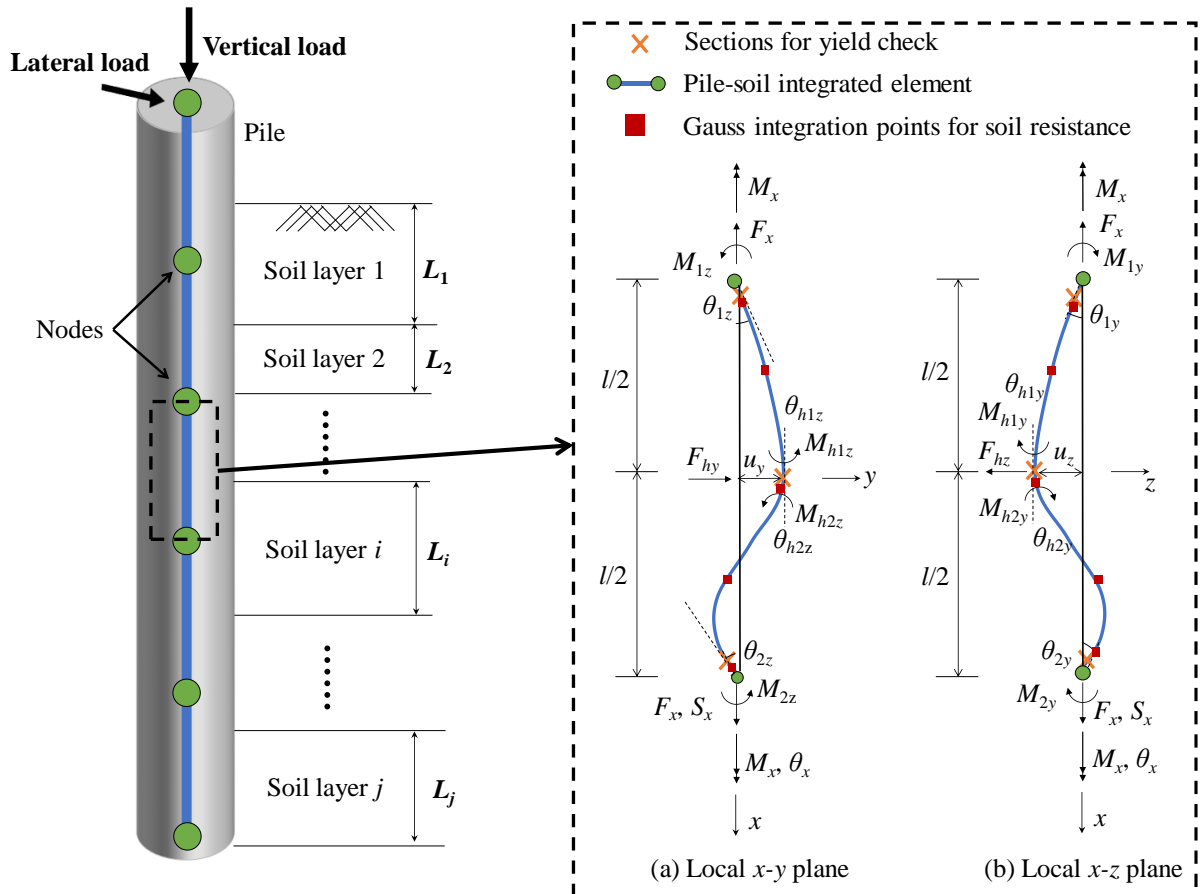 Vertical load
Lateral load
Pile
Soil layer 1
L₁
Nodes
Soil layer 2
L₂
Soil layer i
Lᵢ
Soil layer j
Lⱼ
Sections for yield check
Pile-soil integrated element
Gauss integration points for soil resistance
Mₓ
Fₓ
M₁z
θ₁z
l/2
θh1z
Mh1z
Fhy
uy
y
Mh2z
θh2z
l/2
θ₂z
M₂z
Fₓ, Sₓ
Mₓ, θₓ
x
(a) Local x-y plane
Mₓ
Fₓ
M₁y
θ₁y
l/2
θh1y
Mh1y
Fhz
uz
z
Mh2y
θh2y
l/2
θ₂y
M₂y
Fₓ, Sₓ
Mₓ, θₓ
x
(b) Local x-z plane